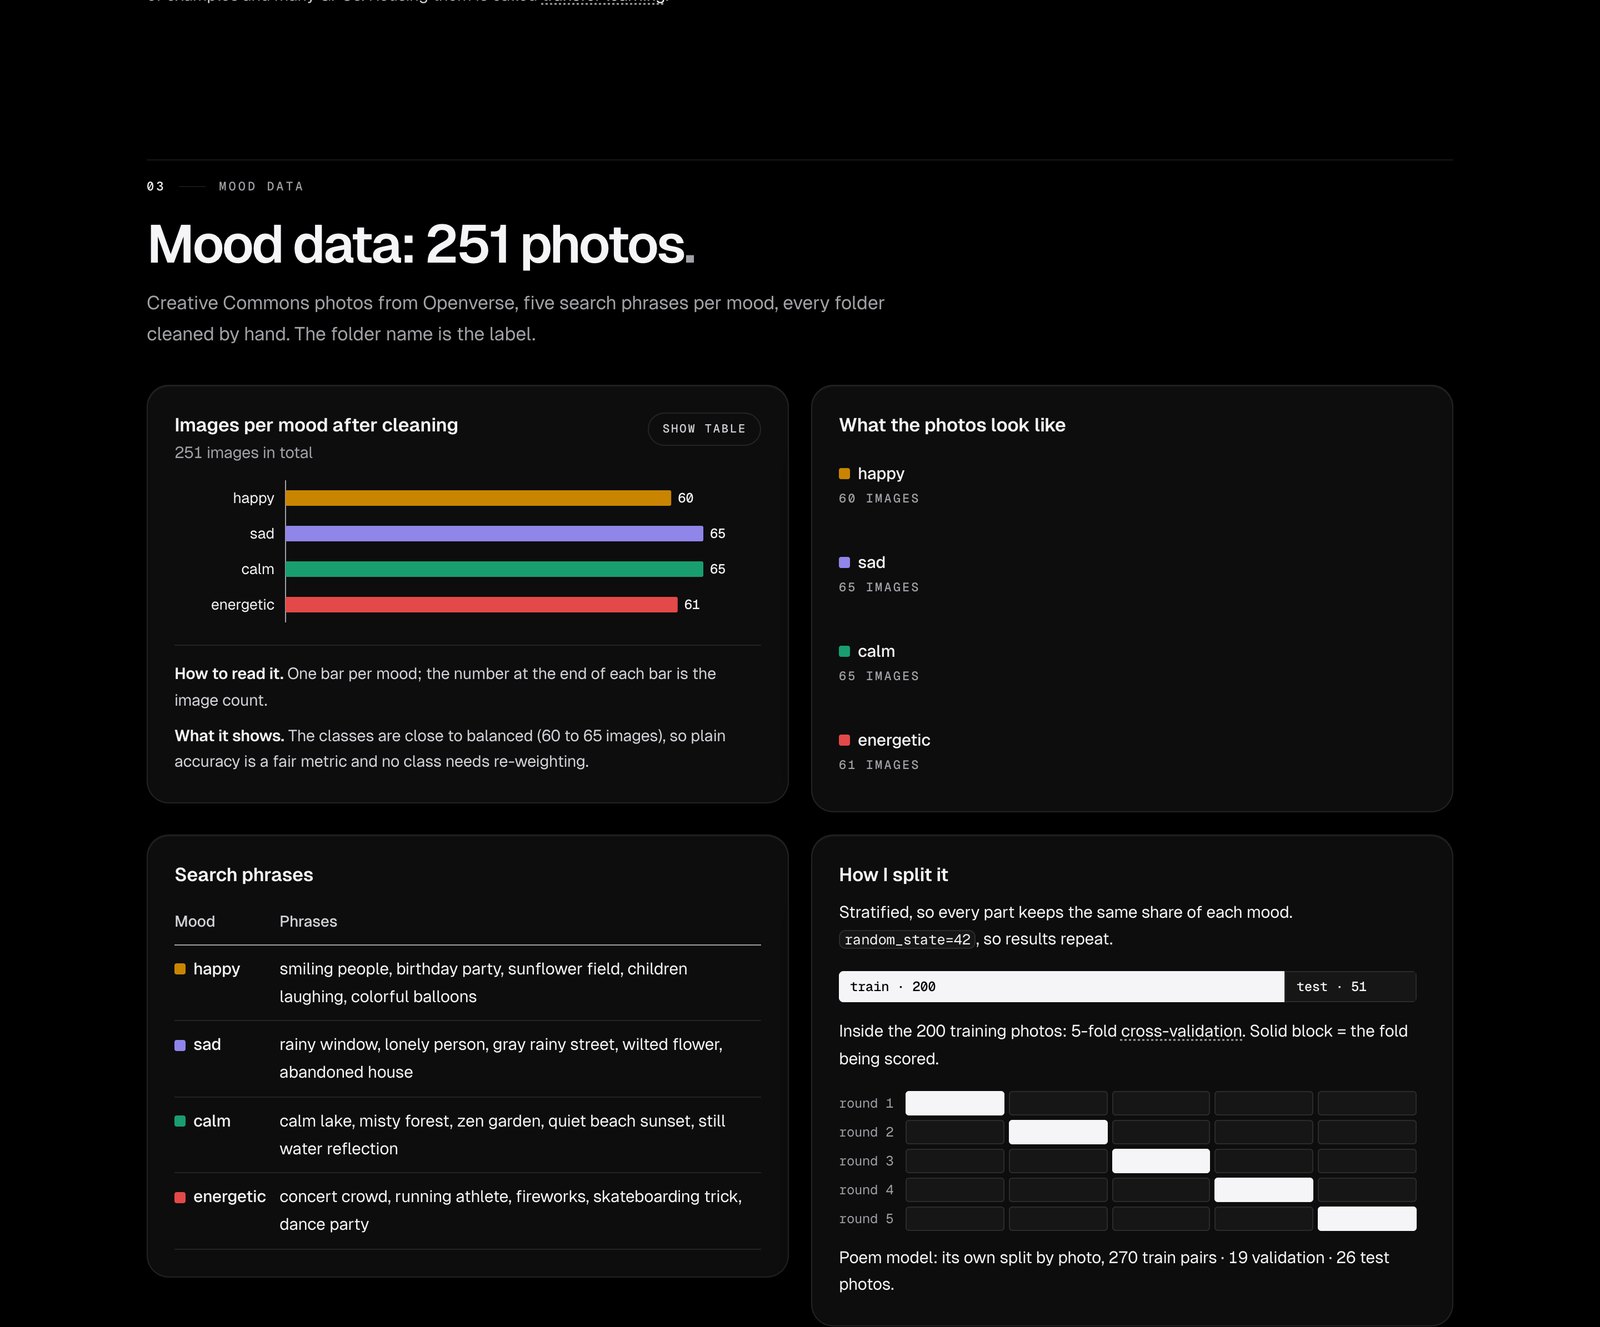 03 MOOD DATA
Mood data: 251 photos.
Creative Commons photos from Openverse, five search phrases per mood, every folder
cleaned by hand. The folder name is the label.
Images per mood after cleaning
SHOW TABLE
251 images in total
happy 60
sad 65
calm 65
energetic 61
How to read it. One bar per mood; the number at the end of each bar is the
image count.
What it shows. The classes are close to balanced (60 to 65 images), so plain
accuracy is a fair metric and no class needs re-weighting.
What the photos look like
happy
60 IMAGES
sad
65 IMAGES
calm
65 IMAGES
energetic
61 IMAGES
Search phrases
Mood Phrases
happy smiling people, birthday party, sunflower field, children
laughing, colorful balloons
sad rainy window, lonely person, gray rainy street, wilted flower,
abandoned house
calm calm lake, misty forest, zen garden, quiet beach sunset, still
water reflection
energetic concert crowd, running athlete, fireworks, skateboarding trick,
dance party
How I split it
Stratified, so every part keeps the same share of each mood.
random_state=42, so results repeat.
train · 200 test · 51
Inside the 200 training photos: 5-fold cross-validation. Solid block = the fold
being scored.
round 1
round 2
round 3
round 4
round 5
Poem model: its own split by photo, 270 train pairs · 19 validation · 26 test
photos.